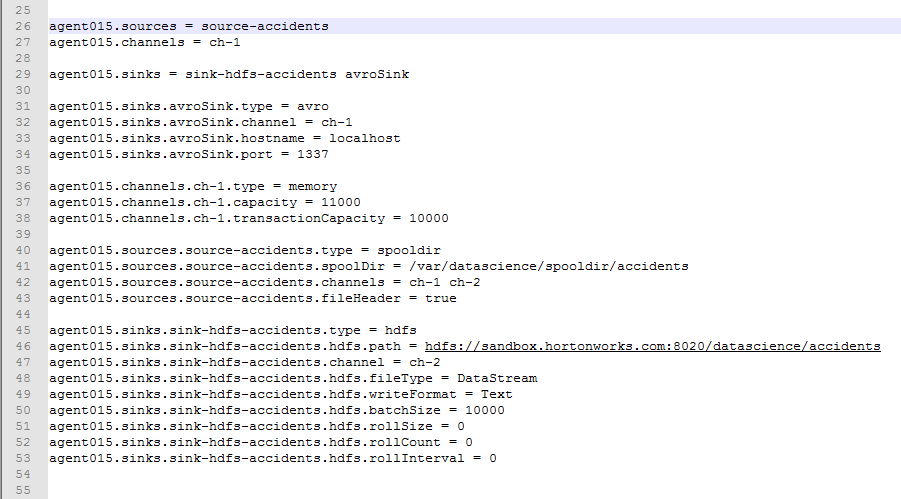 25
26 agent015.sources = source-accidents
27 agent015.channels = ch-1
28
29 agent015.sinks = sink-hdfs-accidents avroSink
30
31 agent015.sinks.avroSink.type = avro
32 agent015.sinks.avroSink.channel = ch-1
33 agent015.sinks.avroSink.hostname = localhost
34 agent015.sinks.avroSink.port = 1337
35
36 agent015.channels.ch-1.type = memory
37 agent015.channels.ch-1.capacity = 11000
38 agent015.channels.ch-1.transactionCapacity = 10000
39
40 agent015.sources.source-accidents.type = spooldir
41 agent015.sources.source-accidents.spoolDir = /var/datascience/spooldir/accidents
42 agent015.sources.source-accidents.channels = ch-1 ch-2
43 agent015.sources.source-accidents.fileHeader = true
44
45 agent015.sinks.sink-hdfs-accidents.type = hdfs
46 agent015.sinks.sink-hdfs-accidents.hdfs.path = hdfs://sandbox.hortonworks.com:8020/datascience/accidents
47 agent015.sinks.sink-hdfs-accidents.channel = ch-2
48 agent015.sinks.sink-hdfs-accidents.hdfs.fileType = DataStream
49 agent015.sinks.sink-hdfs-accidents.hdfs.writeFormat = Text
50 agent015.sinks.sink-hdfs-accidents.hdfs.batchSize = 10000
51 agent015.sinks.sink-hdfs-accidents.hdfs.rollSize = 0
52 agent015.sinks.sink-hdfs-accidents.hdfs.rollCount = 0
53 agent015.sinks.sink-hdfs-accidents.hdfs.rollInterval = 0
54
55